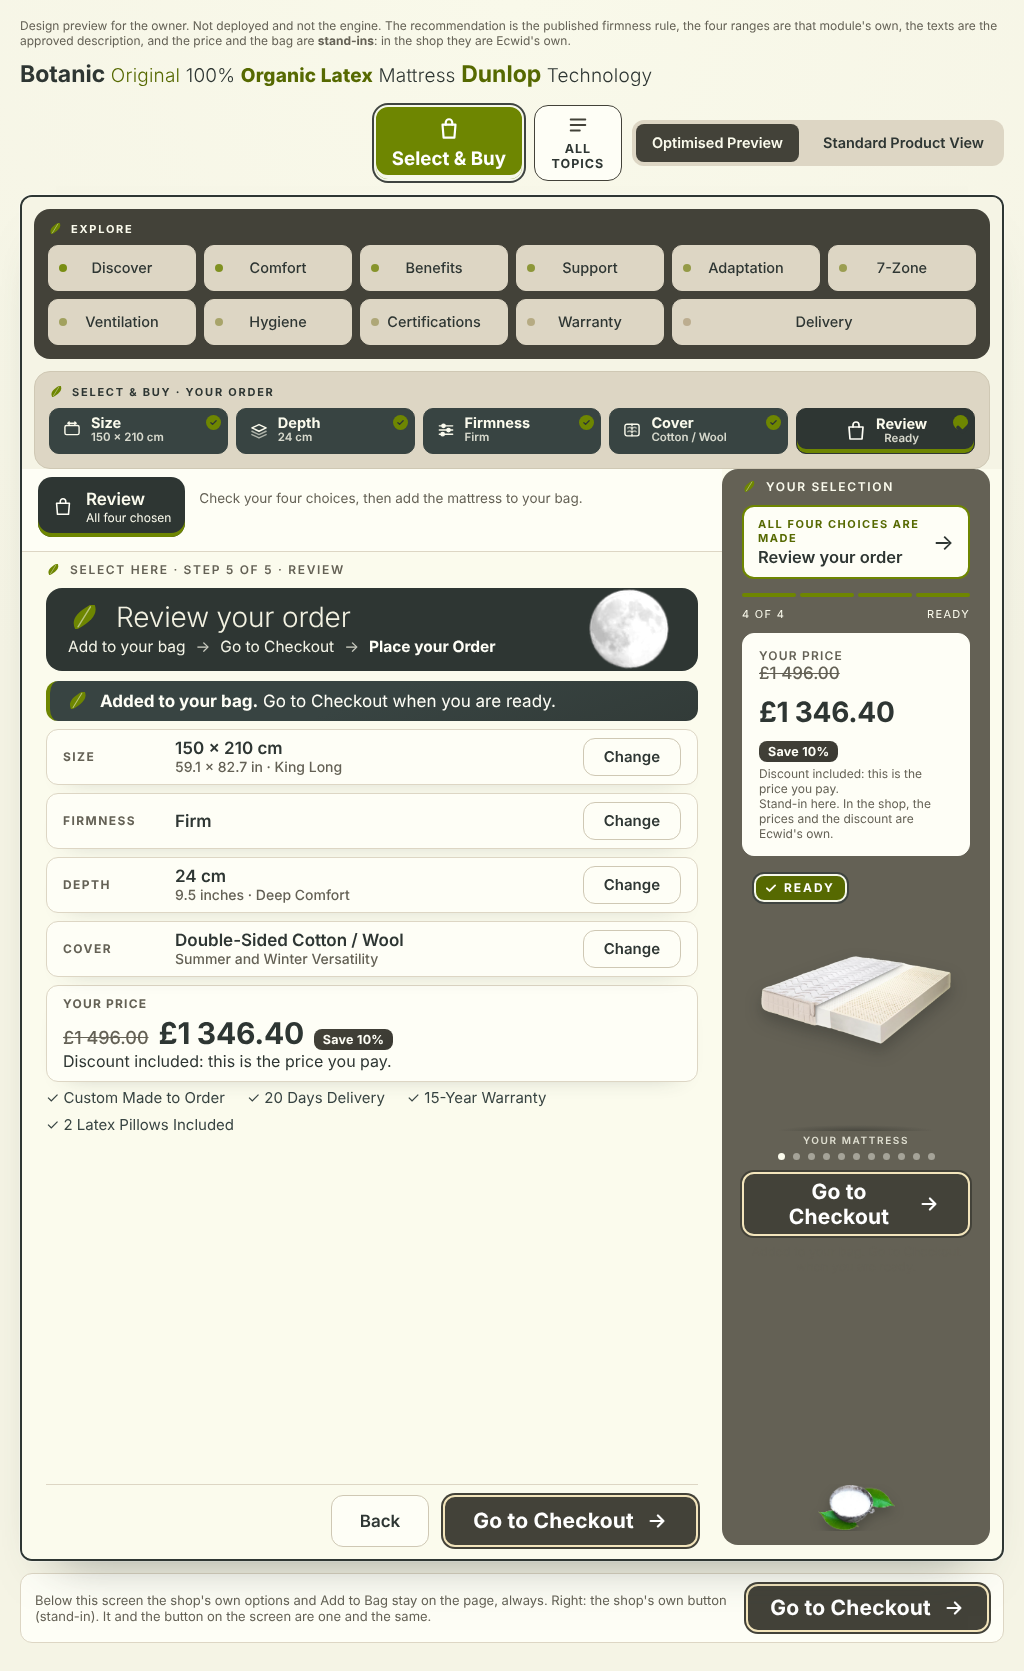 Design preview for the owner. Not deployed and not the engine. The recommendation is the published firmness rule, the four ranges are that module's own, the texts are the
approved description, and the price and the bag are stand-ins: in the shop they are Ecwid's own.
Botanic Original 100% Organic Latex Mattress Dunlop Technology
Select & Buy
ALL
TOPICS
Optimised Preview
Standard Product View
EXPLORE
Discover
Comfort
Benefits
Support
Adaptation
7-Zone
Ventilation
Hygiene
Certifications
Warranty
Delivery
SELECT & BUY · YOUR ORDER
Size
150 × 210 cm
Depth
24 cm
Firmness
Firm
Cover
Cotton / Wool
Review
Ready
Review
All four chosen
Check your four choices, then add the mattress to your bag.
SELECT HERE · STEP 5 OF 5 · REVIEW
Review your order
Add to your bag → Go to Checkout → Place your Order
Added to your bag. Go to Checkout when you are ready.
SIZE
150 × 210 cm
59.1 × 82.7 in · King Long
Change
FIRMNESS
Firm
Change
DEPTH
24 cm
9.5 inches · Deep Comfort
Change
COVER
Double-Sided Cotton / Wool
Summer and Winter Versatility
Change
YOUR PRICE
£1 496.00 £1 346.40 Save 10%
Discount included: this is the price you pay.
✓ Custom Made to Order ✓ 20 Days Delivery ✓ 15-Year Warranty
✓ 2 Latex Pillows Included
Back
Go to Checkout →
YOUR SELECTION
ALL FOUR CHOICES ARE
MADE
Review your order →
4 OF 4
READY
YOUR PRICE
£1 496.00
£1 346.40
Save 10%
Discount included: this is the
price you pay.
Stand-in here. In the shop, the
prices and the discount are
Ecwid's own.
✓ READY
YOUR MATTRESS
Go to
Checkout →
Below this screen the shop's own options and Add to Bag stay on the page, always. Right: the shop's own button
(stand-in). It and the button on the screen are one and the same.
Go to Checkout →